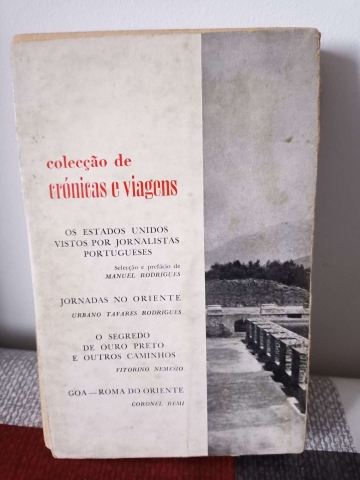 colecção de
crónicas e viagens
OS ESTADOS UNIDOS
VISTOS POR JORNALISTAS
PORTUGUESES
Selecção e prefácio de
MANUEL RODRIGUES
JORNADAS NO ORIENTE
URBANO TAVARES RODRIGUES
O SEGREDO
DE OURO PRETO
E OUTROS CAMINHOS
VITORINO NEMESIO
GOA — ROMA DO ORIENTE
CORONEL REMI